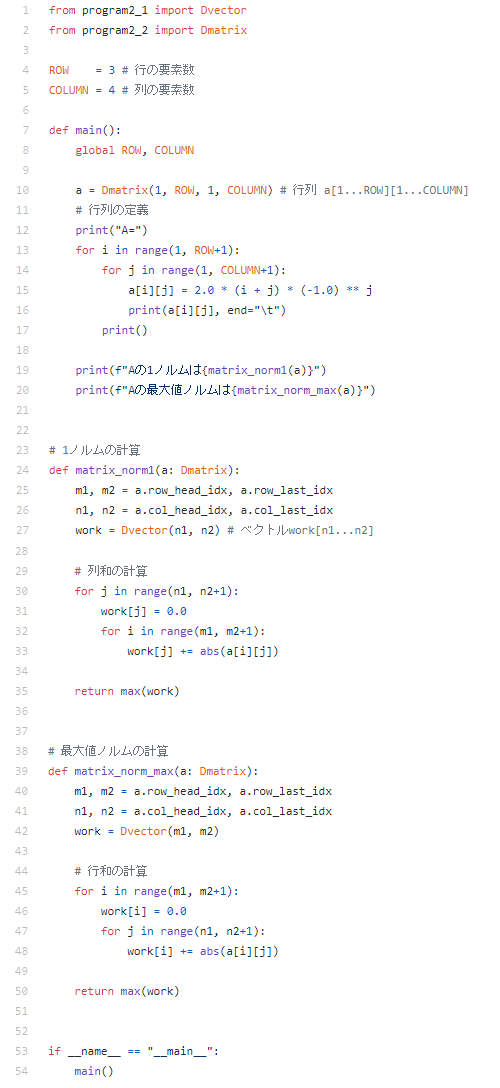 1 from program2_1 import Dvector
2 from program2_2 import Dmatrix
3
4 ROW    = 3 # 行の要素数
5 COLUMN = 4 # 列の要素数
6
7 def main():
8     global ROW, COLUMN
9
10     a = Dmatrix(1, ROW, 1, COLUMN) # 行列 a[1...ROW][1...COLUMN]
11     # 行列の定義
12     print("A=")
13     for i in range(1, ROW+1):
14         for j in range(1, COLUMN+1):
15             a[i][j] = 2.0 * (i + j) * (-1.0) ** j
16             print(a[i][j], end="\t")
17         print()
18
19     print(f"Aの1ノルムは{matrix_norm1(a)}")
20     print(f"Aの最大値ノルムは{matrix_norm_max(a)}")
21
22
23 # 1ノルムの計算
24 def matrix_norm1(a: Dmatrix):
25     m1, m2 = a.row_head_idx, a.row_last_idx
26     n1, n2 = a.col_head_idx, a.col_last_idx
27     work = Dvector(n1, n2) # ベクトルwork[n1...n2]
28
29     # 列和の計算
30     for j in range(n1, n2+1):
31         work[j] = 0.0
32         for i in range(m1, m2+1):
33             work[j] += abs(a[i][j])
34
35     return max(work)
36
37
38 # 最大値ノルムの計算
39 def matrix_norm_max(a: Dmatrix):
40     m1, m2 = a.row_head_idx, a.row_last_idx
41     n1, n2 = a.col_head_idx, a.col_last_idx
42     work = Dvector(m1, m2)
43
44     # 行和の計算
45     for i in range(m1, m2+1):
46         work[i] = 0.0
47         for j in range(n1, n2+1):
48             work[i] += abs(a[i][j])
49
50     return max(work)
51
52
53 if __name__ == "__main__":
54     main()